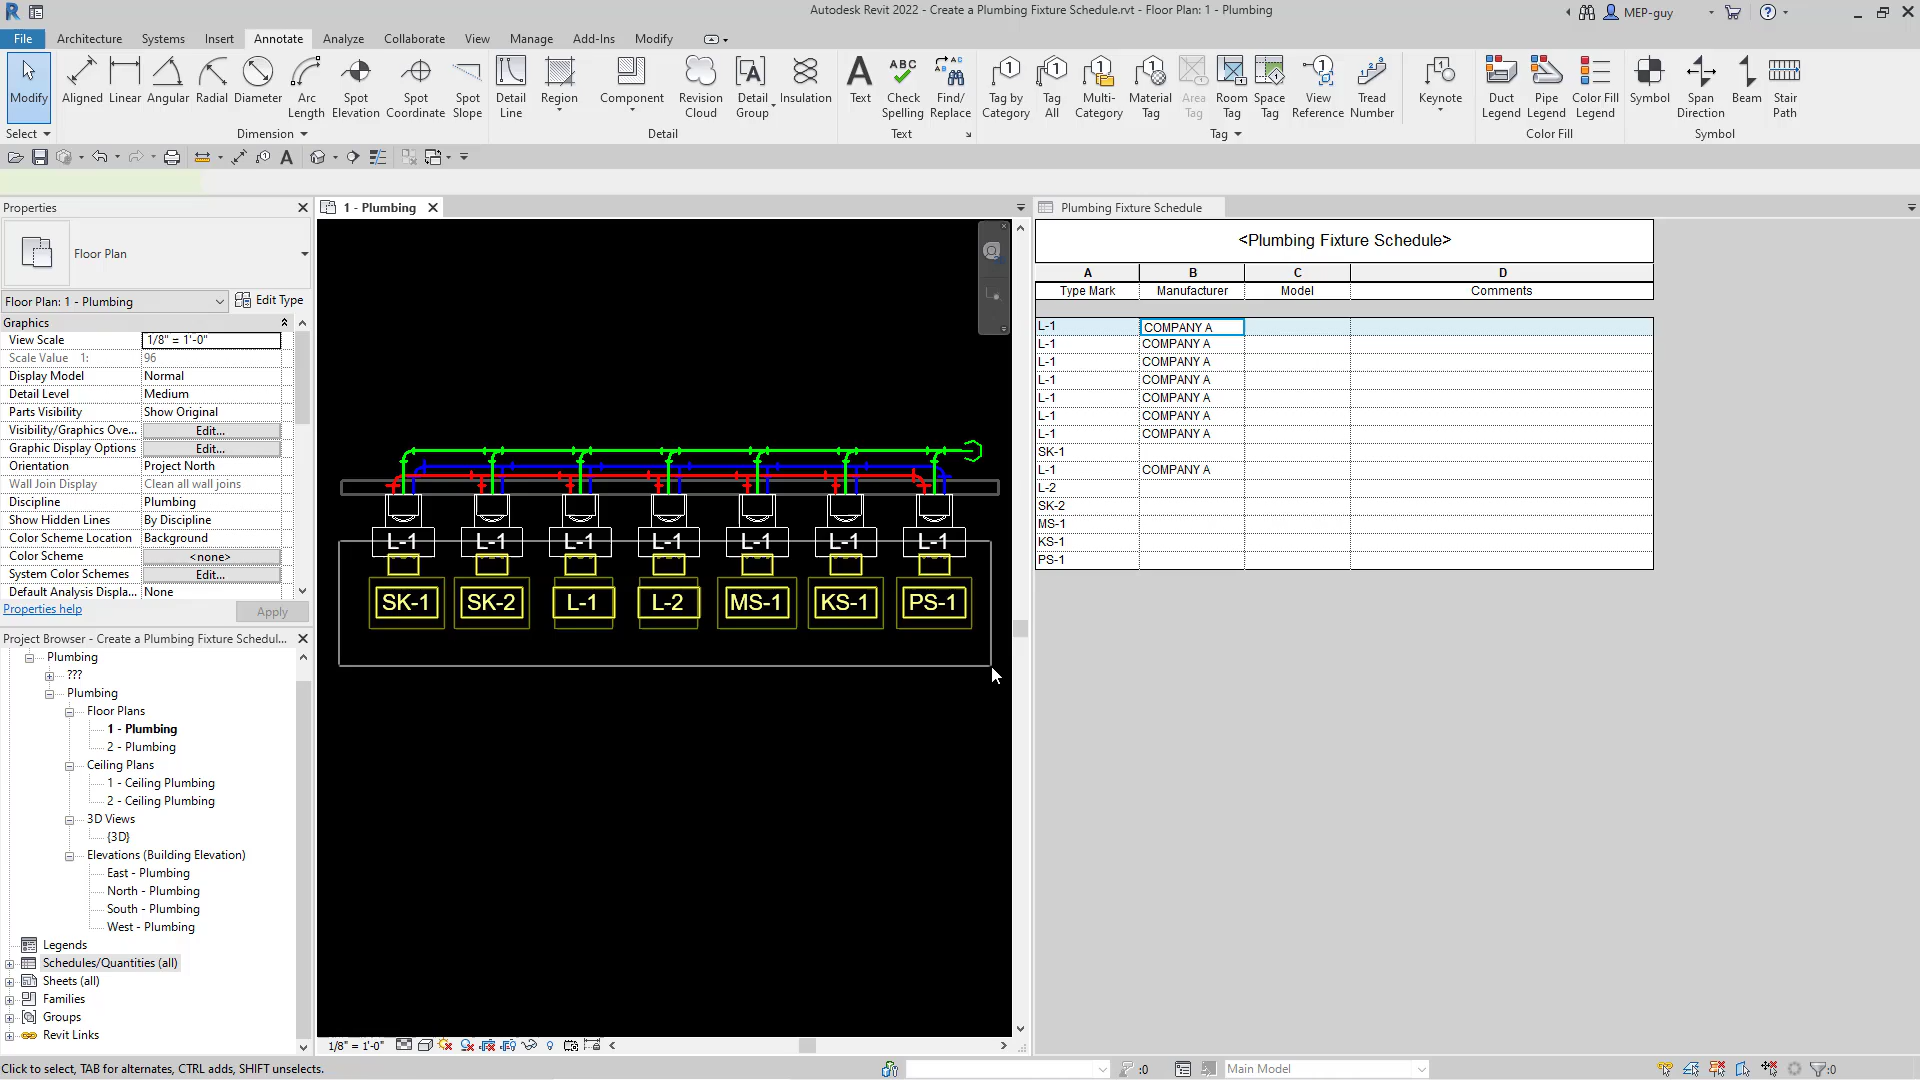 Autodesk Revit 2022 - Create a Plumbing Fixture Schedule.rvt - Floor Plan: 1 - Plumbing
MEP-guy
File Architecture Systems Insert Annotate Analyze Collaborate View Manage Add-Ins Modify
Modify Aligned Linear Angular Radial Diameter Arc Length Spot Elevation Spot Coordinate Spot Slope Detail Line Region Component Revision Cloud Detail Group Insulation Text Check Spelling Find/ Replace Tag by Category Tag All Multi- Category Material Tag Area Tag Room Tag Space Tag View Reference Tread Number Keynote Duct Legend Pipe Legend Color Fill Legend Symbol Span Direction Beam Stair Path
Select Dimension Detail Text Tag Color Fill Symbol
Properties
Floor Plan
Floor Plan: 1 - Plumbing Edit Type
Graphics
View Scale 1/8" = 1'-0"
Scale Value 1: 96
Display Model Normal
Detail Level Medium
Parts Visibility Show Original
Visibility/Graphics Ove... Edit...
Graphic Display Options Edit...
Orientation Project North
Wall Join Display Clean all wall joins
Discipline Plumbing
Show Hidden Lines By Discipline
Color Scheme Location Background
Color Scheme <none>
System Color Schemes Edit...
Default Analysis Displa... None
Properties help Apply
Project Browser - Create a Plumbing Fixture Schedul...
Plumbing
???
Plumbing
Floor Plans
1 - Plumbing
2 - Plumbing
Ceiling Plans
1 - Ceiling Plumbing
2 - Ceiling Plumbing
3D Views
{3D}
Elevations (Building Elevation)
East - Plumbing
North - Plumbing
South - Plumbing
West - Plumbing
Legends
Schedules/Quantities (all)
Sheets (all)
Families
Groups
Revit Links
1 - Plumbing
L-1 L-1 L-1 L-1 L-1 L-1 L-1
SK-1 SK-2 L-1 L-2 MS-1 KS-1 PS-1
1/8" = 1'-0"
Plumbing Fixture Schedule
<Plumbing Fixture Schedule>
A B C D
Type Mark Manufacturer Model Comments
L-1 COMPANY A
L-1 COMPANY A
L-1 COMPANY A
L-1 COMPANY A
L-1 COMPANY A
L-1 COMPANY A
L-1 COMPANY A
SK-1
L-1 COMPANY A
L-2
SK-2
MS-1
KS-1
PS-1
Click to select, TAB for alternates, CTRL adds, SHIFT unselects.
:0
Main Model
:0